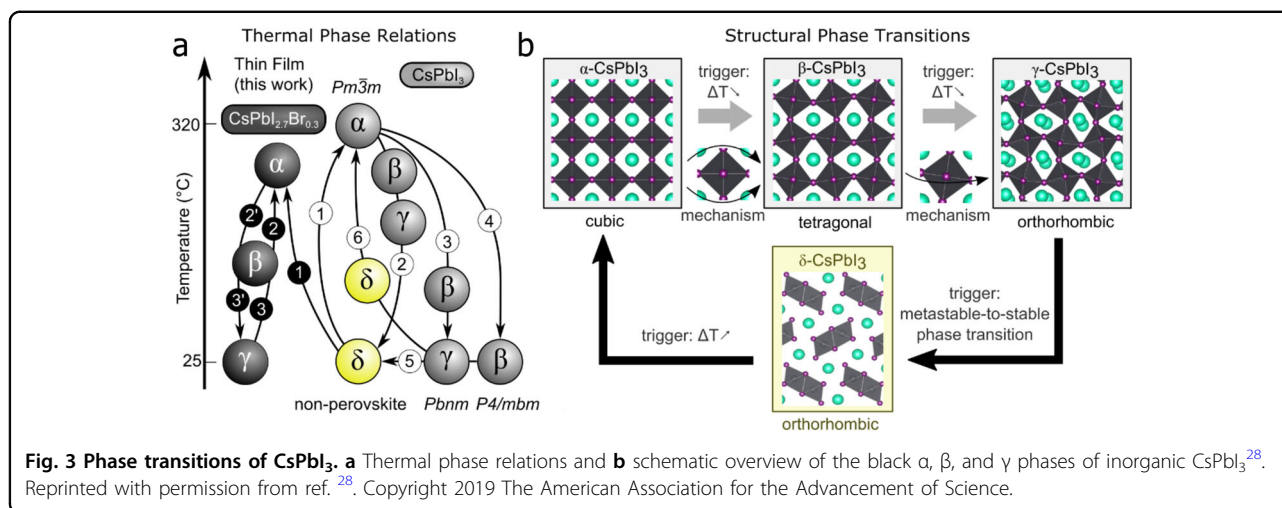 a
Thermal Phase Relations
Thin Film
(this work)
CsPbI₃
Pm3̄m
CsPbI₂.₇Br₀.₃
Temperature (°C)
320
25
α
β
γ
2'
2
3'
3
1
α
β
γ
β
γ
β
δ
δ
1
2
3
4
5
6
non-perovskite
Pbnm
P4/mbm
b
Structural Phase Transitions
α-CsPbI3
trigger:
ΔT↘
β-CsPbI3
trigger:
ΔT↘
γ-CsPbI3
mechanism
mechanism
cubic
tetragonal
orthorhombic
δ-CsPbI3
trigger: ΔT↗
trigger:
metastable-to-stable
phase transition
orthorhombic
Fig. 3 Phase transitions of CsPbI₃. a Thermal phase relations and b schematic overview of the black α, β, and γ phases of inorganic CsPbI₃²⁸.
Reprinted with permission from ref. ²⁸. Copyright 2019 The American Association for the Advancement of Science.